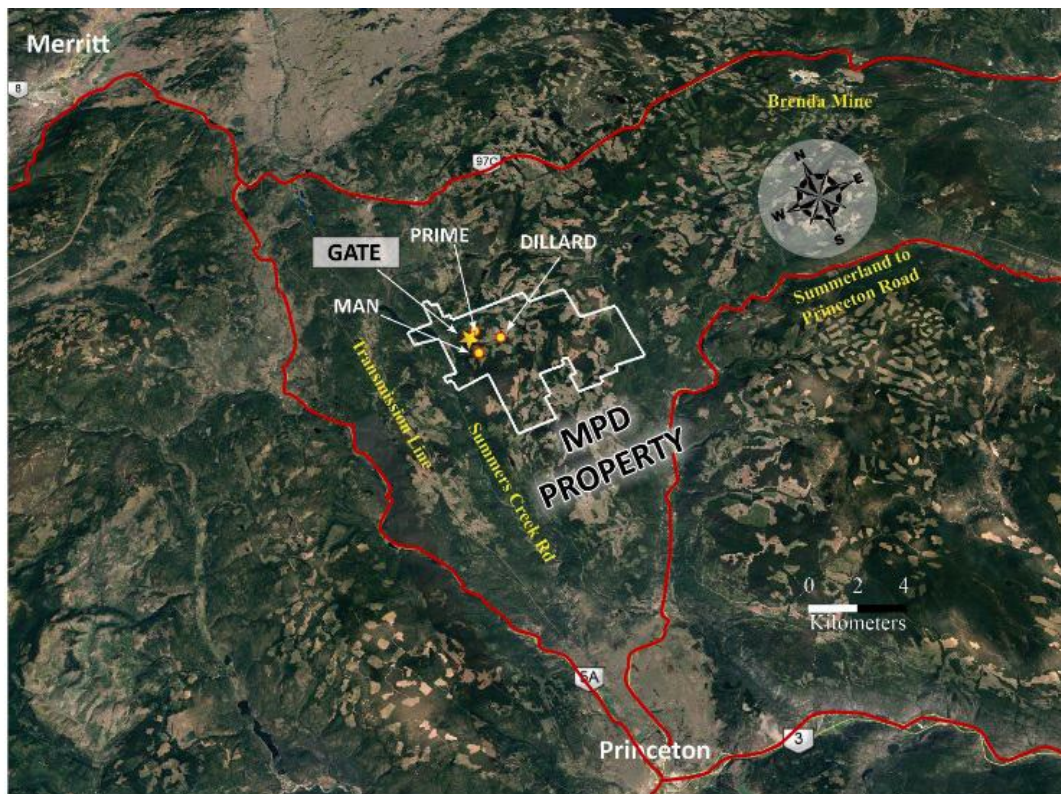 Merritt
8
Brenda Mine
97C
N
E
W
S
PRIME
GATE
DILLARD
MAN
Summerland to
Princeton Road
Transmission Line
Summers Creek Rd
MPD
PROPERTY
0 2 4
Kilometers
5A
3
Princeton